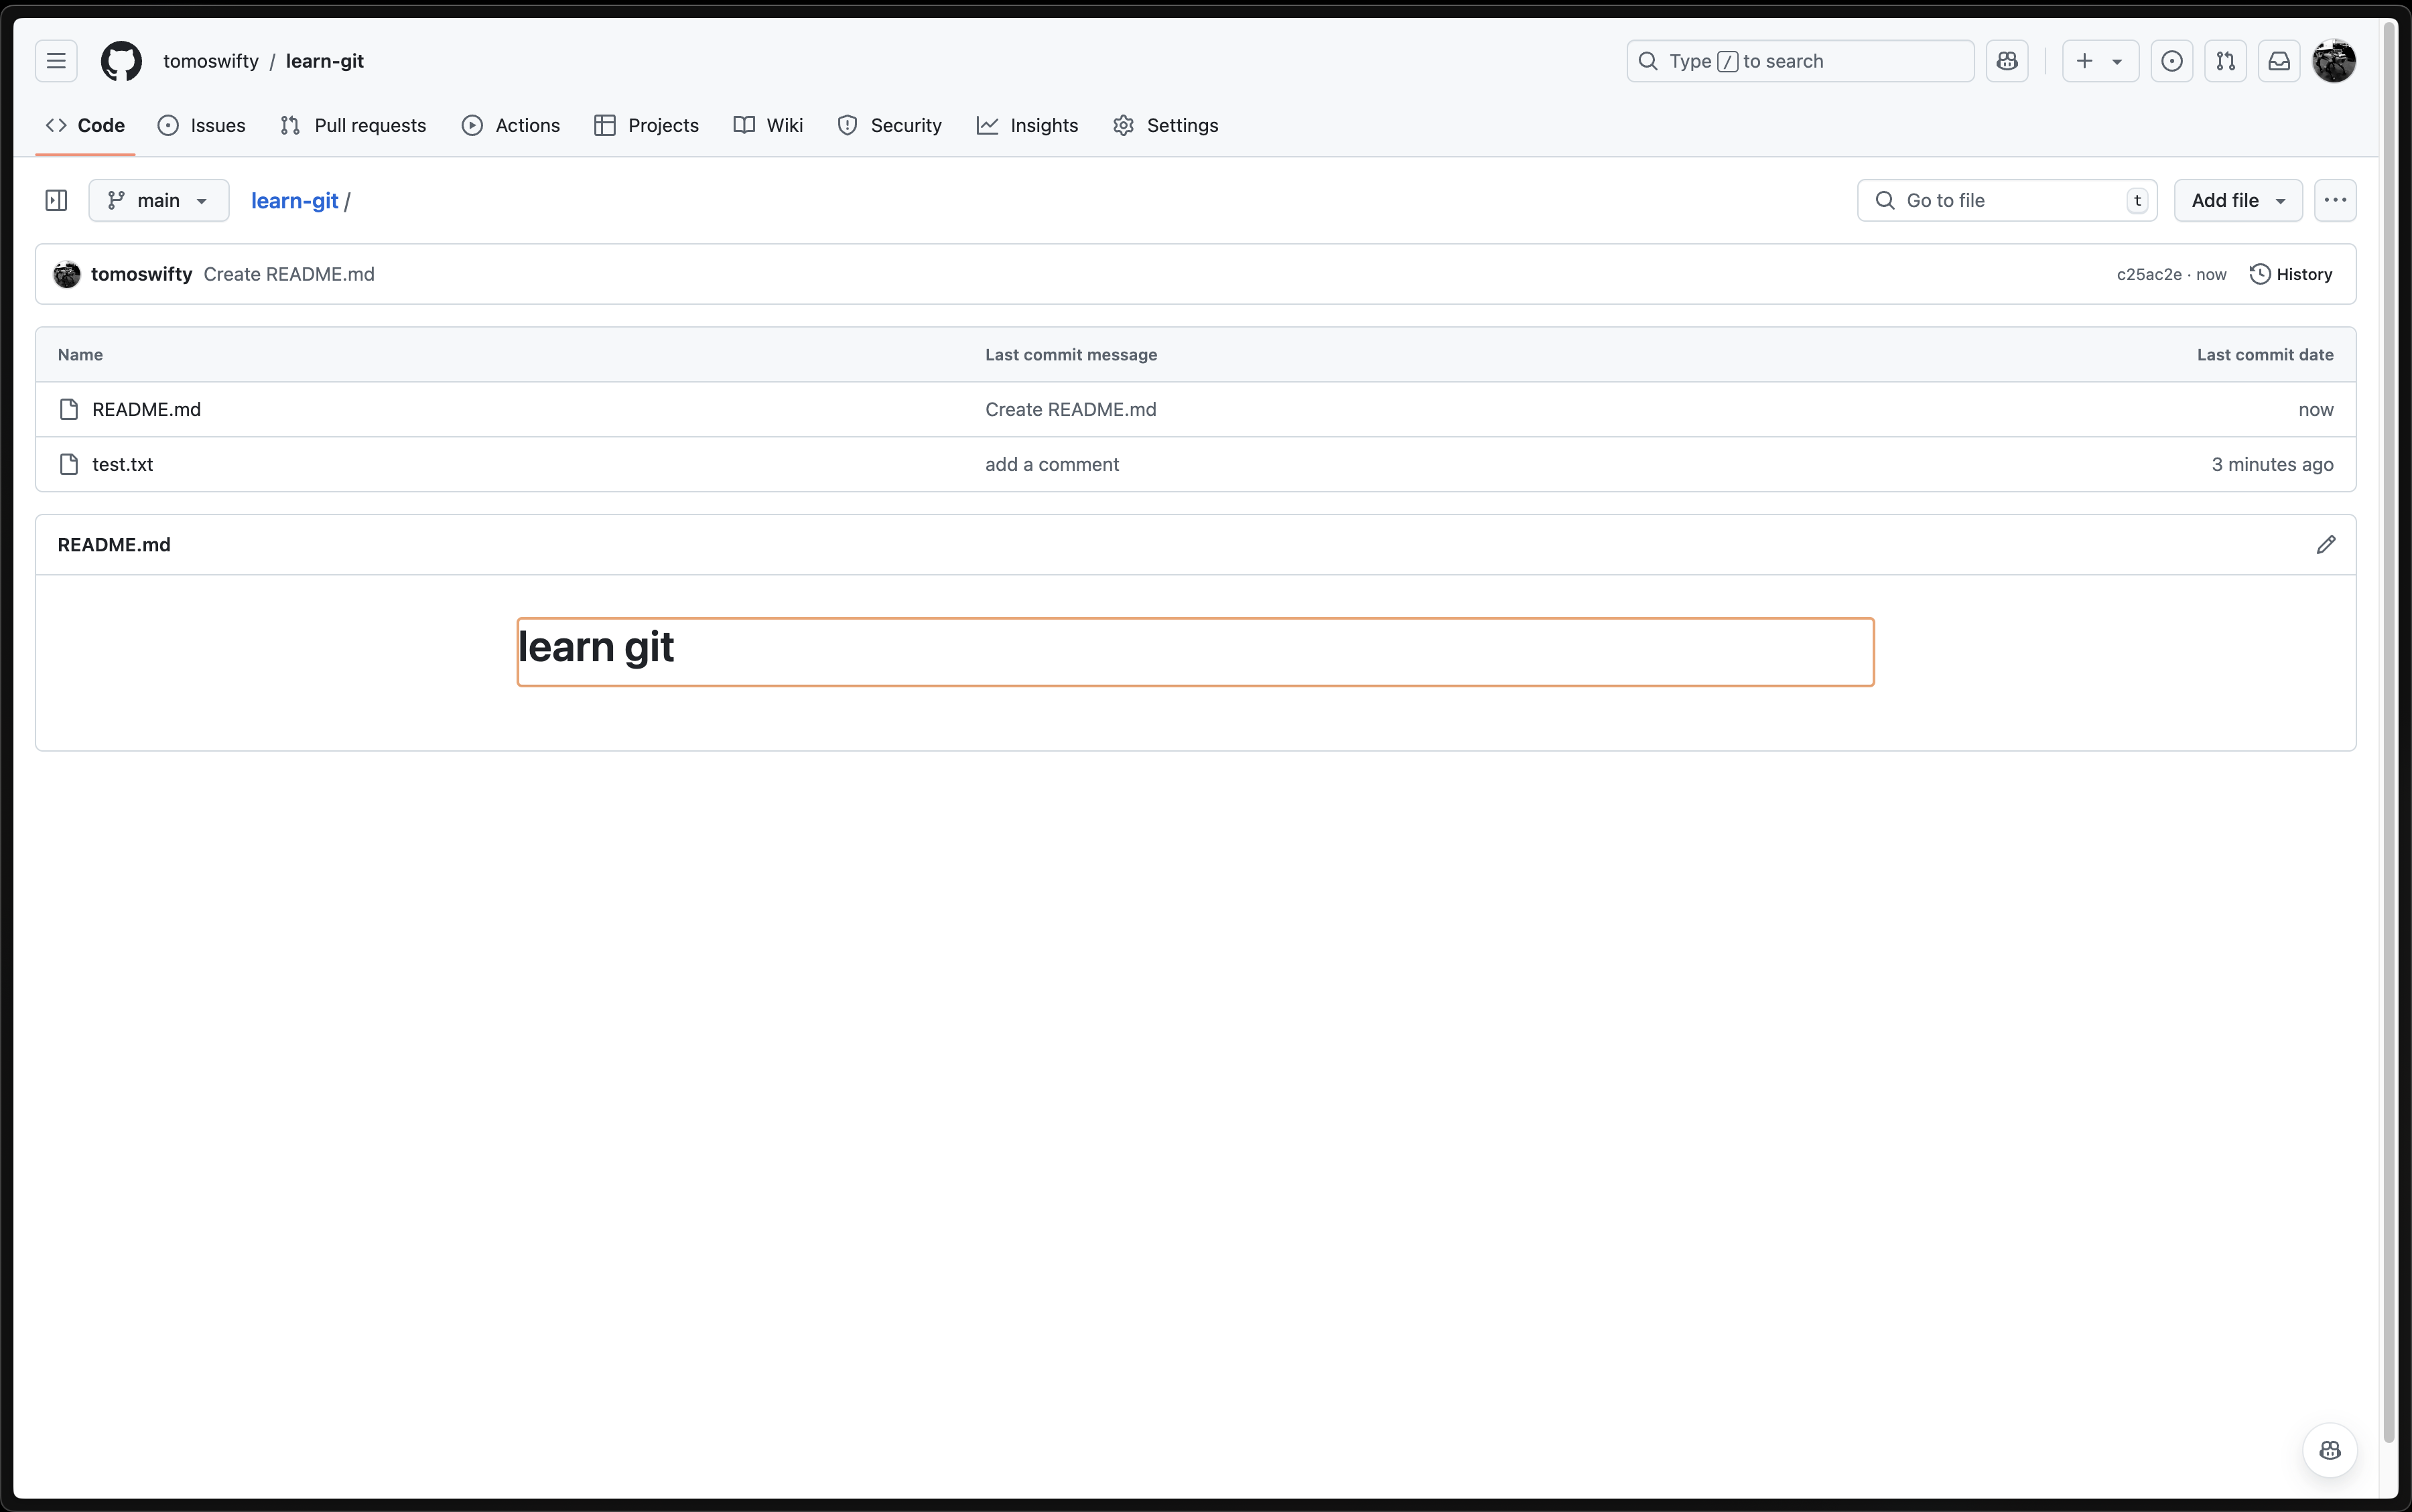 tomoswifty / learn-git
Type / to search
Code Issues Pull requests Actions Projects Wiki Security Insights Settings
main learn-git /
Go to file t Add file
tomoswifty Create README.md c25ac2e · now History
Name Last commit message Last commit date
README.md Create README.md now
test.txt add a comment 3 minutes ago
README.md
learn git